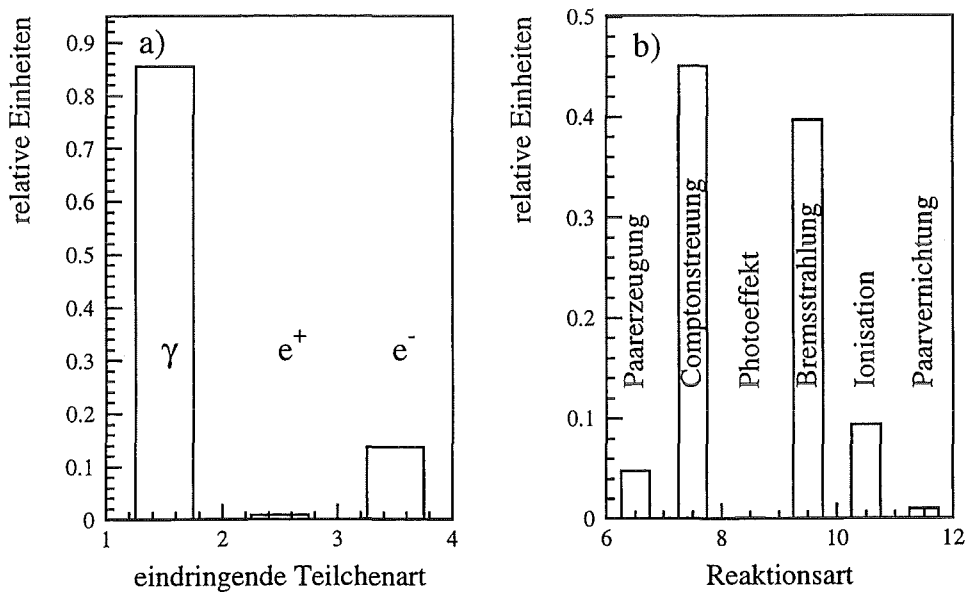 relative Einheiten
a)
0.9
0.8
0.7
0.6
0.5
0.4
0.3
0.2
0.1
0
γ
e+
e-
1
2
3
4
eindringende Teilchenart
relative Einheiten
b)
0.5
0.4
0.3
0.2
0.1
0
Paarerzeugung
Comptonstreuung
Photoeffekt
Bremsstrahlung
Ionisation
Paarvernichtung
6
8
10
12
Reaktionsart